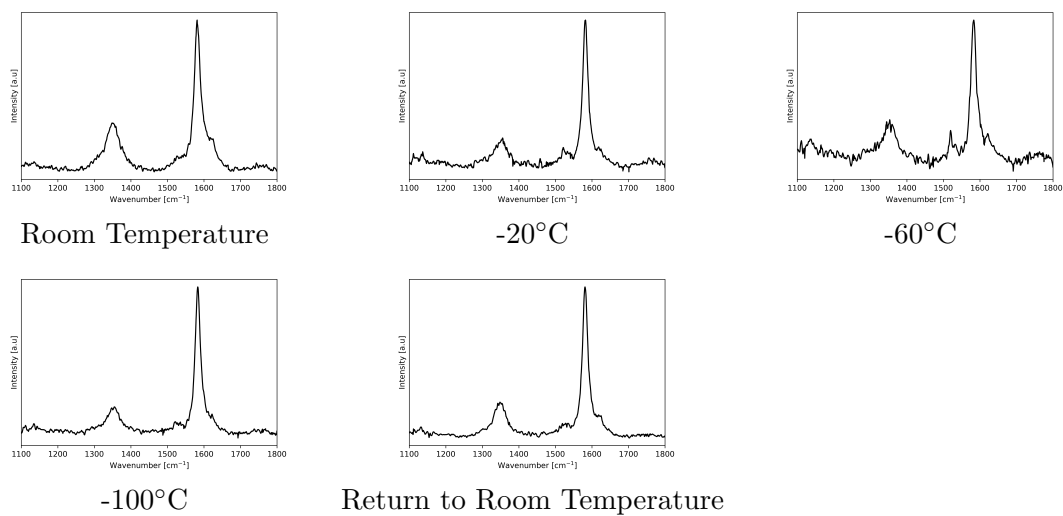 Intensity [a.u]
1100 1200 1300 1400 1500 1600 1700 1800
Wavenumber [cm⁻¹]
Room Temperature
Intensity [a.u]
1100 1200 1300 1400 1500 1600 1700 1800
Wavenumber [cm⁻¹]
-20°C
Intensity [a.u]
1100 1200 1300 1400 1500 1600 1700 1800
Wavenumber [cm⁻¹]
-60°C
Intensity [a.u]
1100 1200 1300 1400 1500 1600 1700 1800
Wavenumber [cm⁻¹]
-100°C
Intensity [a.u]
1100 1200 1300 1400 1500 1600 1700 1800
Wavenumber [cm⁻¹]
Return to Room Temperature